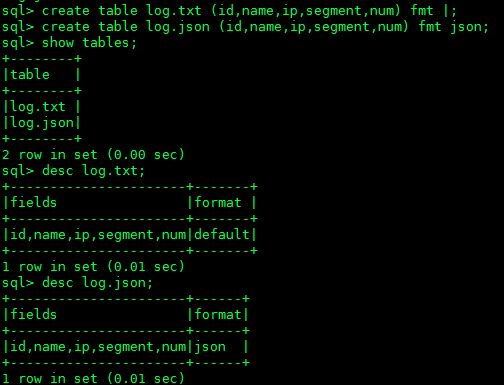 sql> create table log.txt (id,name,ip,segment,num) fmt |;
sql> create table log.json (id,name,ip,segment,num) fmt json;
sql> show tables;
+--------+
|table   |
+--------+
|log.txt |
|log.json|
+--------+
2 row in set (0.00 sec)
sql> desc log.txt;
+----------------------+-------+
|fields                |format |
+----------------------+-------+
|id,name,ip,segment,num|default|
+----------------------+-------+
1 row in set (0.01 sec)
sql> desc log.json;
+----------------------+------+
|fields                |format|
+----------------------+------+
|id,name,ip,segment,num|json  |
+----------------------+------+
1 row in set (0.01 sec)